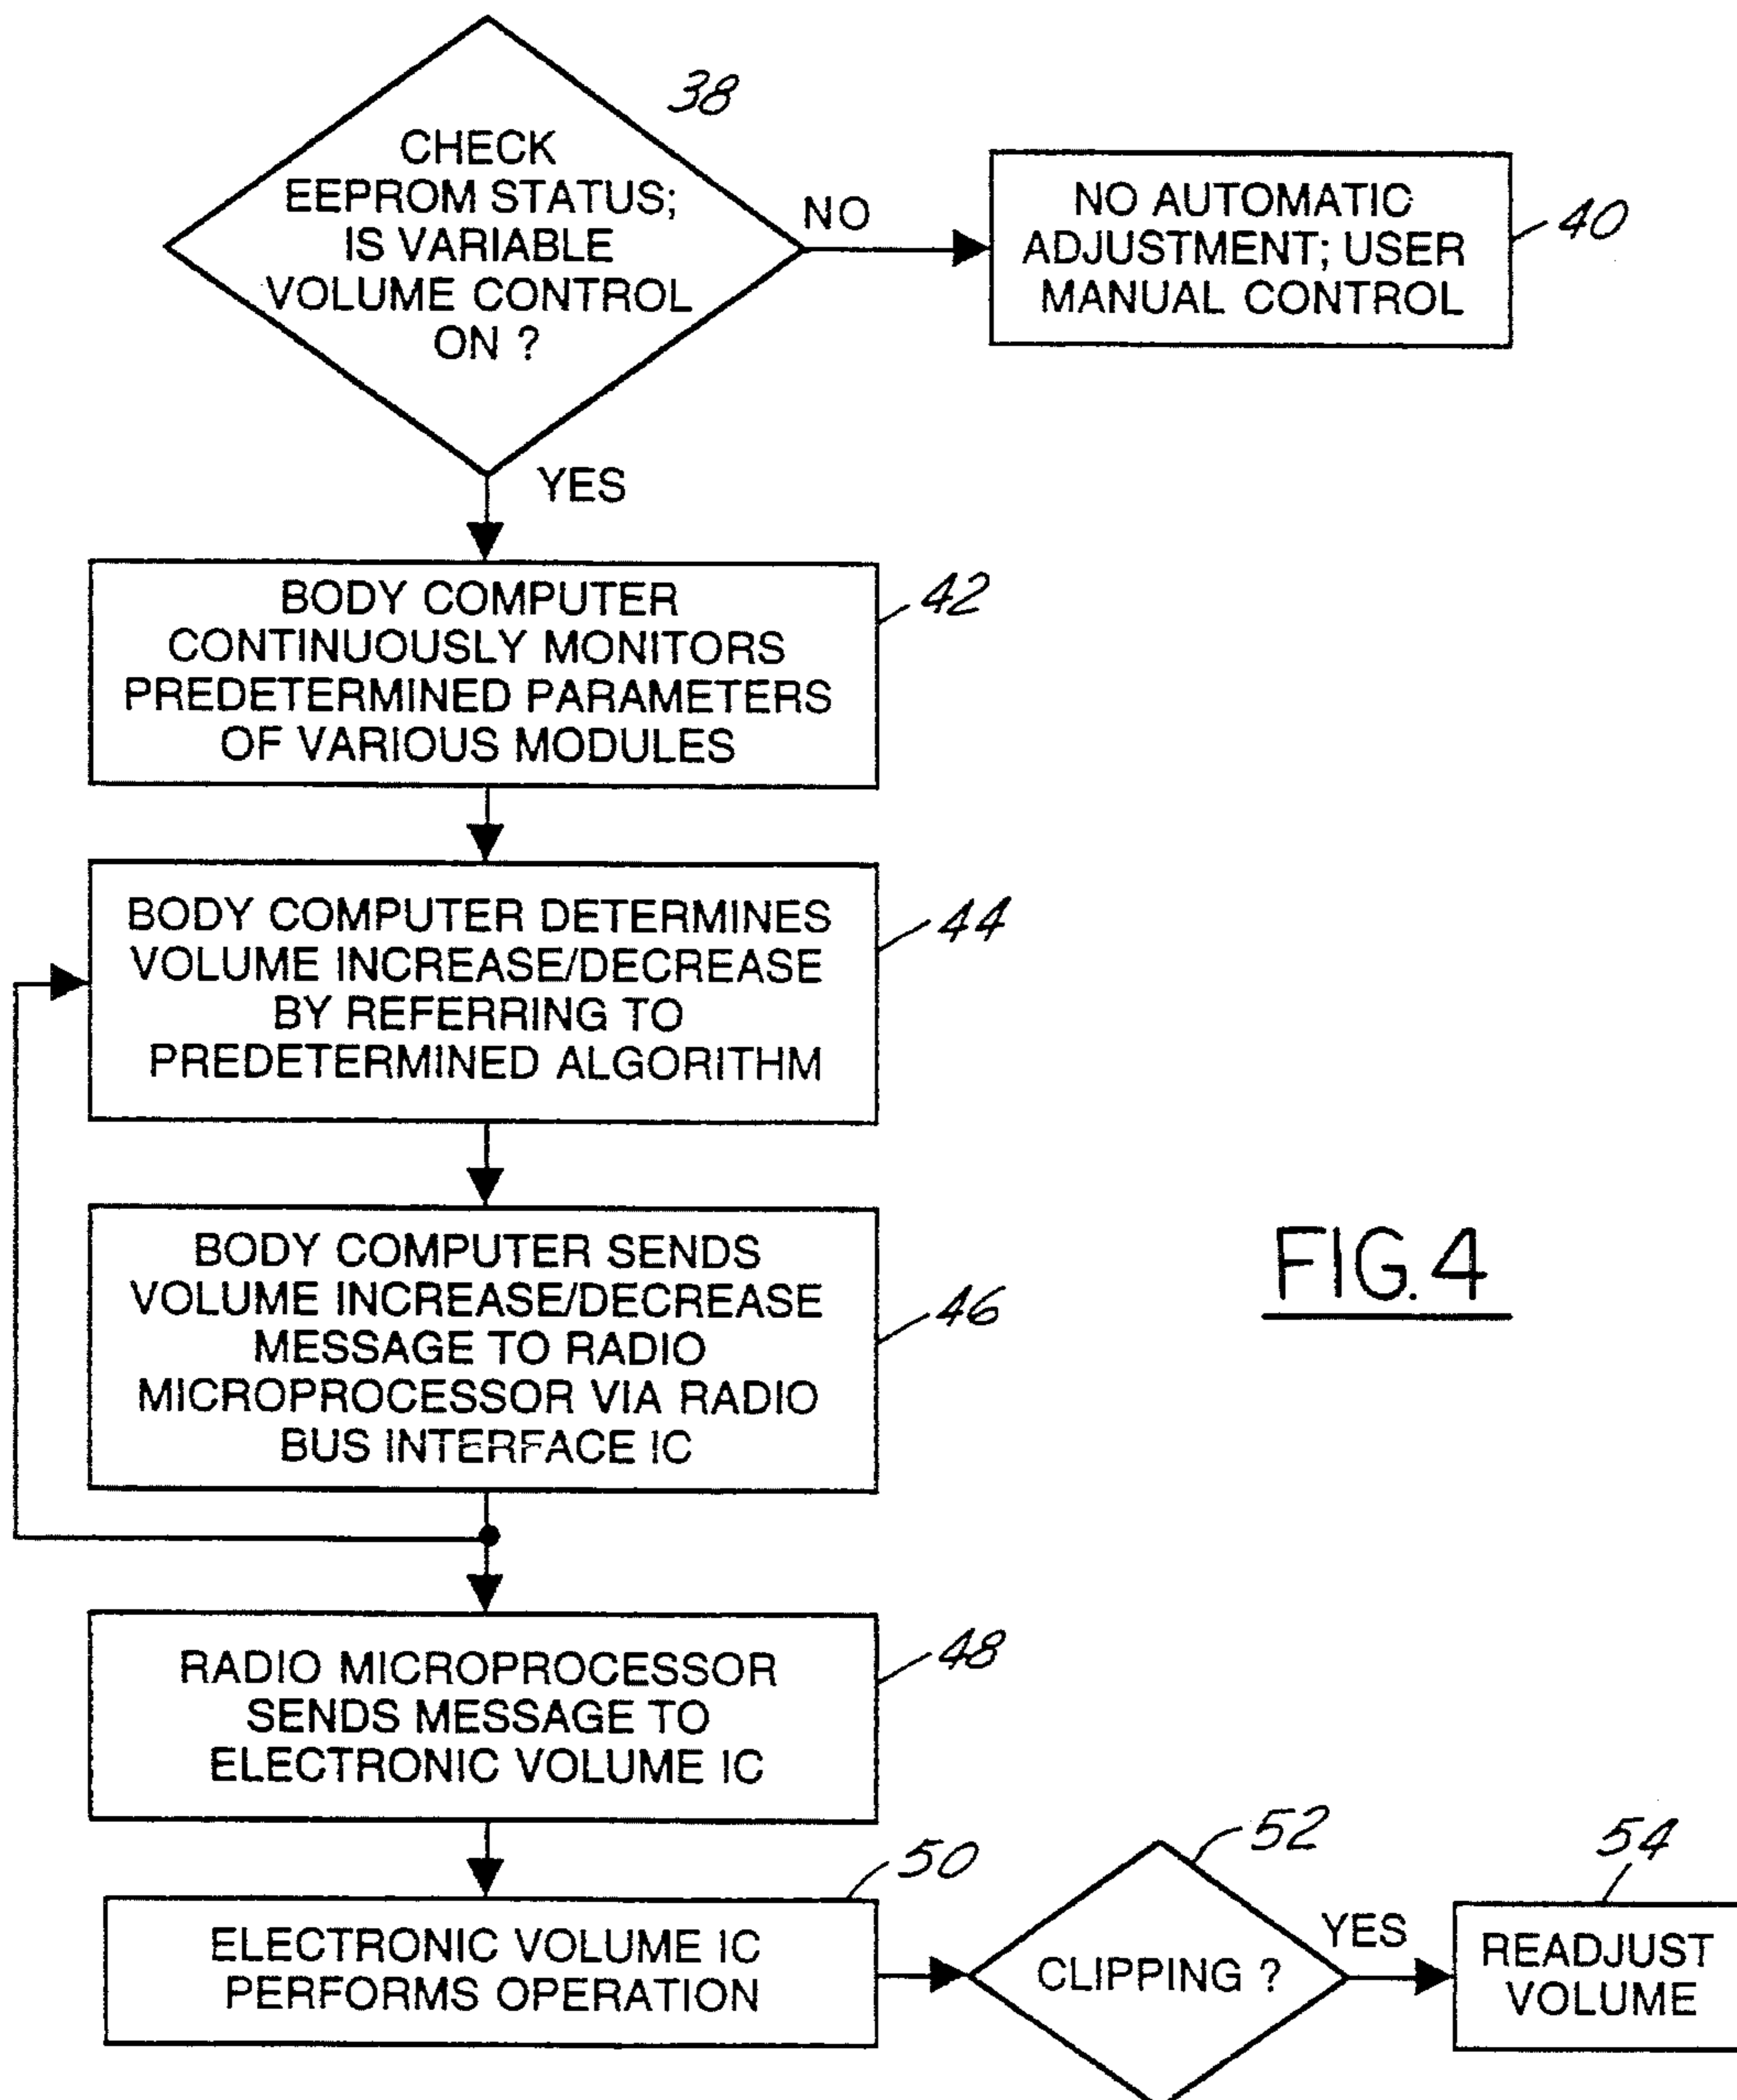 38
CHECK
EEPROM STATUS;
IS VARIABLE
VOLUME CONTROL
ON ?
NO
NO AUTOMATIC
ADJUSTMENT; USER
MANUAL CONTROL
40
YES
BODY COMPUTER
CONTINUOUSLY MONITORS
PREDETERMINED PARAMETERS
OF VARIOUS MODULES
42
BODY COMPUTER DETERMINES
VOLUME INCREASE/DECREASE
BY REFERRING TO
PREDETERMINED ALGORITHM
44
BODY COMPUTER SENDS
VOLUME INCREASE/DECREASE
MESSAGE TO RADIO
MICROPROCESSOR VIA RADIO
BUS INTERFACE IC
46
FIG. 4
RADIO MICROPROCESSOR
SENDS MESSAGE TO
ELECTRONIC VOLUME IC
48
ELECTRONIC VOLUME IC
PERFORMS OPERATION
50
CLIPPING ?
52
YES
READJUST
VOLUME
54